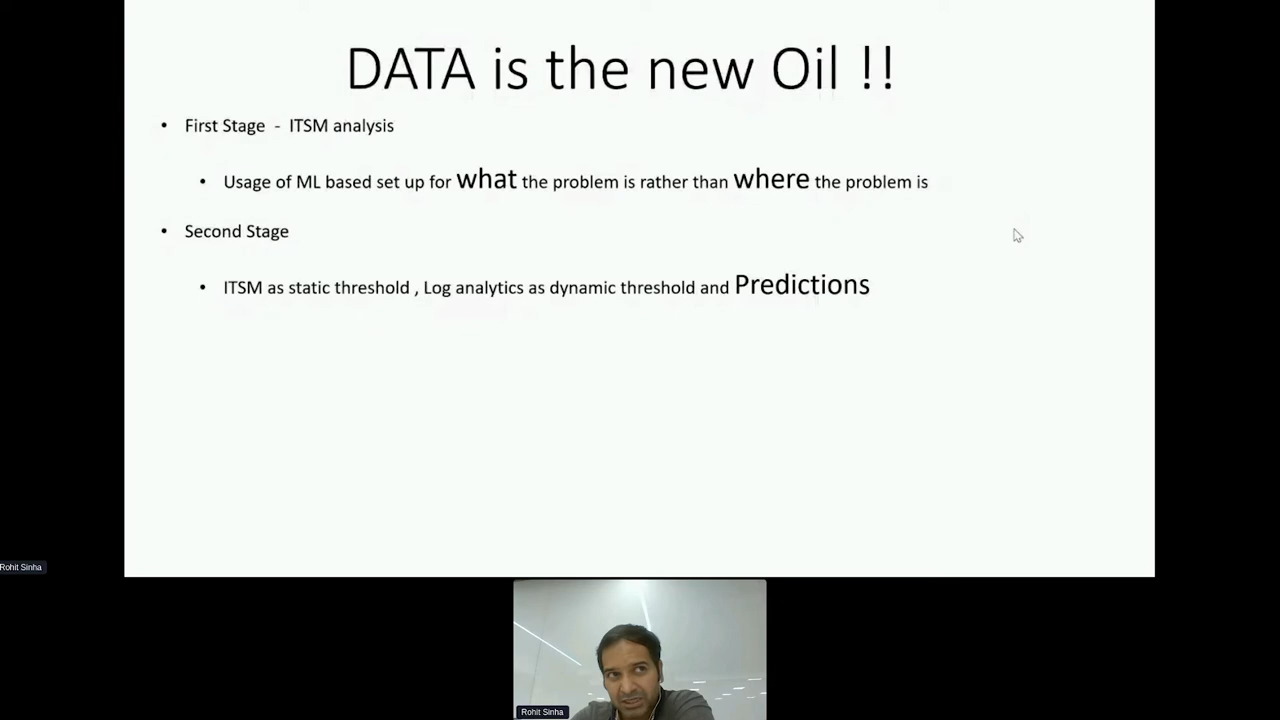 DATA is the new Oil !!
• First Stage - ITSM analysis
• Usage of ML based set up for what the problem is rather than where the problem is
• Second Stage
• ITSM as static threshold , Log analytics as dynamic threshold and Predictions
Rohit Sinha
Rohit Sinha